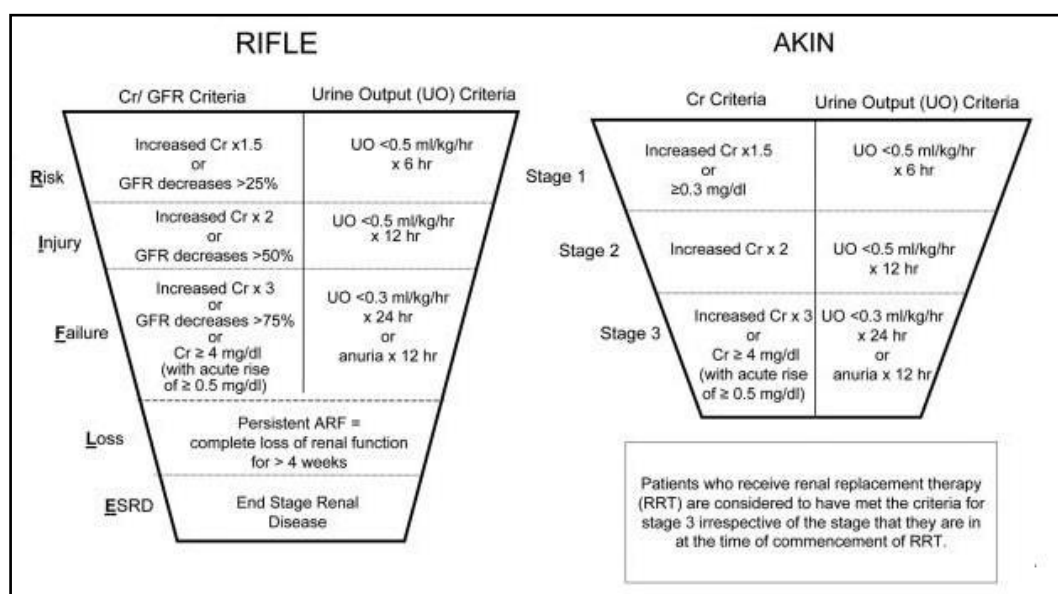 RIFLE
Cr/ GFR Criteria
Urine Output (UO) Criteria
Risk
Increased Cr x1.5
or
GFR decreases >25%
UO <0.5 ml/kg/hr
x 6 hr
Injury
Increased Cr x 2
or
GFR decreases >50%
UO <0.5 ml/kg/hr
x 12 hr
Failure
Increased Cr x 3
or
GFR decreases >75%
or
Cr ≥ 4 mg/dl
(with acute rise
of ≥ 0.5 mg/dl)
UO <0.3 ml/kg/hr
x 24 hr
or
anuria x 12 hr
Loss
Persistent ARF =
complete loss of renal function
for > 4 weeks
ESRD
End Stage Renal
Disease
AKIN
Cr Criteria
Urine Output (UO) Criteria
Stage 1
Increased Cr x1.5
or
≥0.3 mg/dl
UO <0.5 ml/kg/hr
x 6 hr
Stage 2
Increased Cr x 2
UO <0.5 ml/kg/hr
x 12 hr
Stage 3
Increased Cr x 3
or
Cr ≥ 4 mg/dl
(with acute rise
of ≥ 0.5 mg/dl)
UO <0.3 ml/kg/hr
x 24 hr
or
anuria x 12 hr
Patients who receive renal replacement therapy
(RRT) are considered to have met the criteria for
stage 3 irrespective of the stage that they are in
at the time of commencement of RRT.